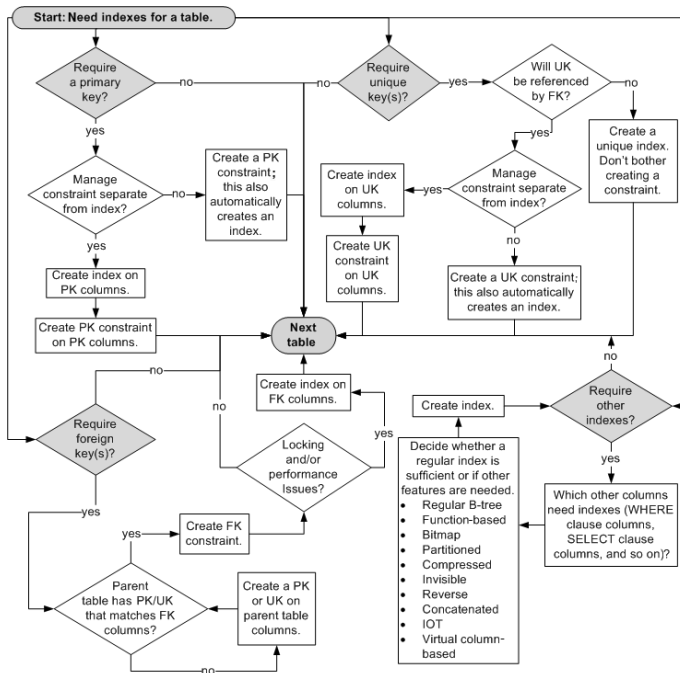 Start: Need indexes for a table.
Require
a primary
key?
no
yes
Manage
constraint separate
from index?
no
Create a PK
constraint;
this also
automatically
creates an
index.
yes
Create index on
PK columns.
Create PK constraint
on PK columns.
no
Require
unique
key(s)?
yes
Will UK
be referenced
by FK?
no
Create a
unique index.
Don't bother
creating a
constraint.
yes
Manage
constraint separate
from index?
yes
Create index
on UK
columns.
Create UK
constraint
on UK
columns.
no
Create a UK constraint;
this also automatically
creates an index.
Next
table
no
Require
foreign
key(s)?
yes
Parent
table has PK/UK
that matches FK
columns?
no
Create a PK
or UK on
parent table
columns.
yes
Create FK
constraint.
Locking
and/or
performance
Issues?
no
yes
Create index on
FK columns.
no
Require
other
indexes?
yes
Which other columns
need indexes (WHERE
clause columns,
SELECT clause
columns, and so on)?
Decide whether a
regular index is
sufficient or if other
features are needed.
• Regular B-tree
• Function-based
• Bitmap
• Partitioned
• Compressed
• Invisible
• Reverse
• Concatenated
• IOT
• Virtual column-
based
Create index.